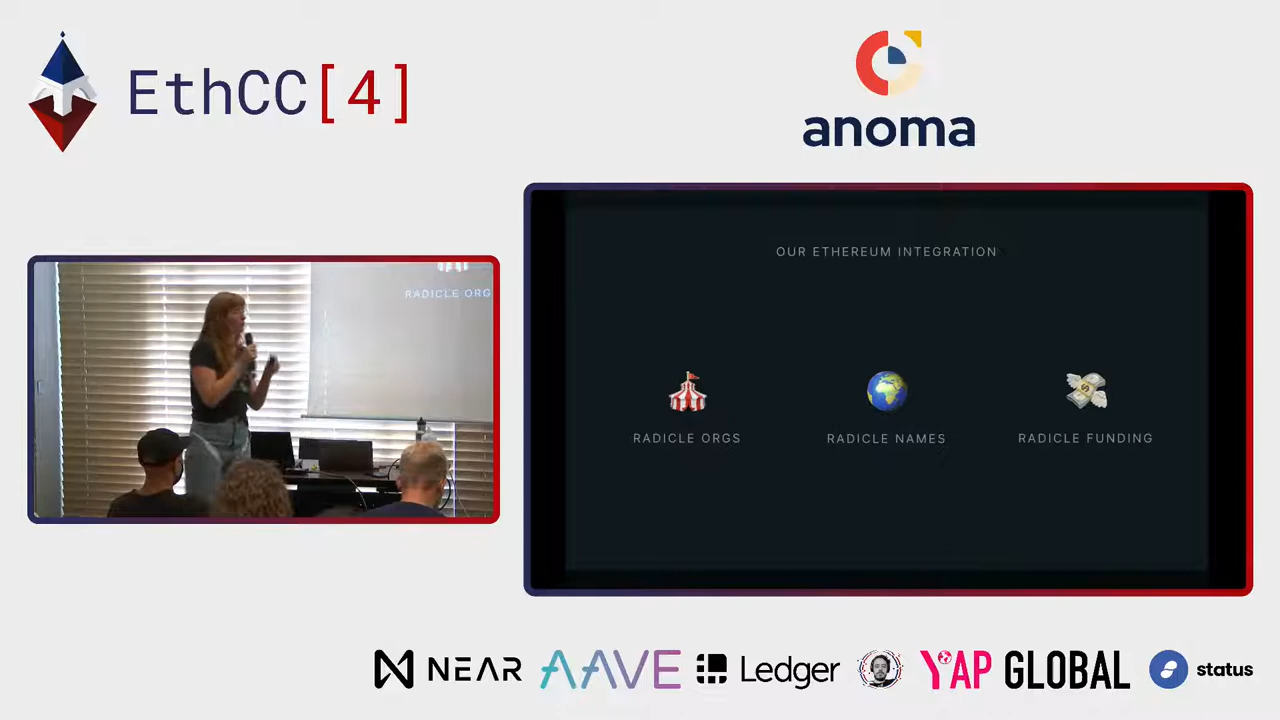 EthCC[4]
anoma
RADICLE ORG
OUR ETHEREUM INTEGRATION
RADICLE ORGS
RADICLE NAMES
RADICLE FUNDING
NEAR
AAVE
Ledger
YAP GLOBAL
status